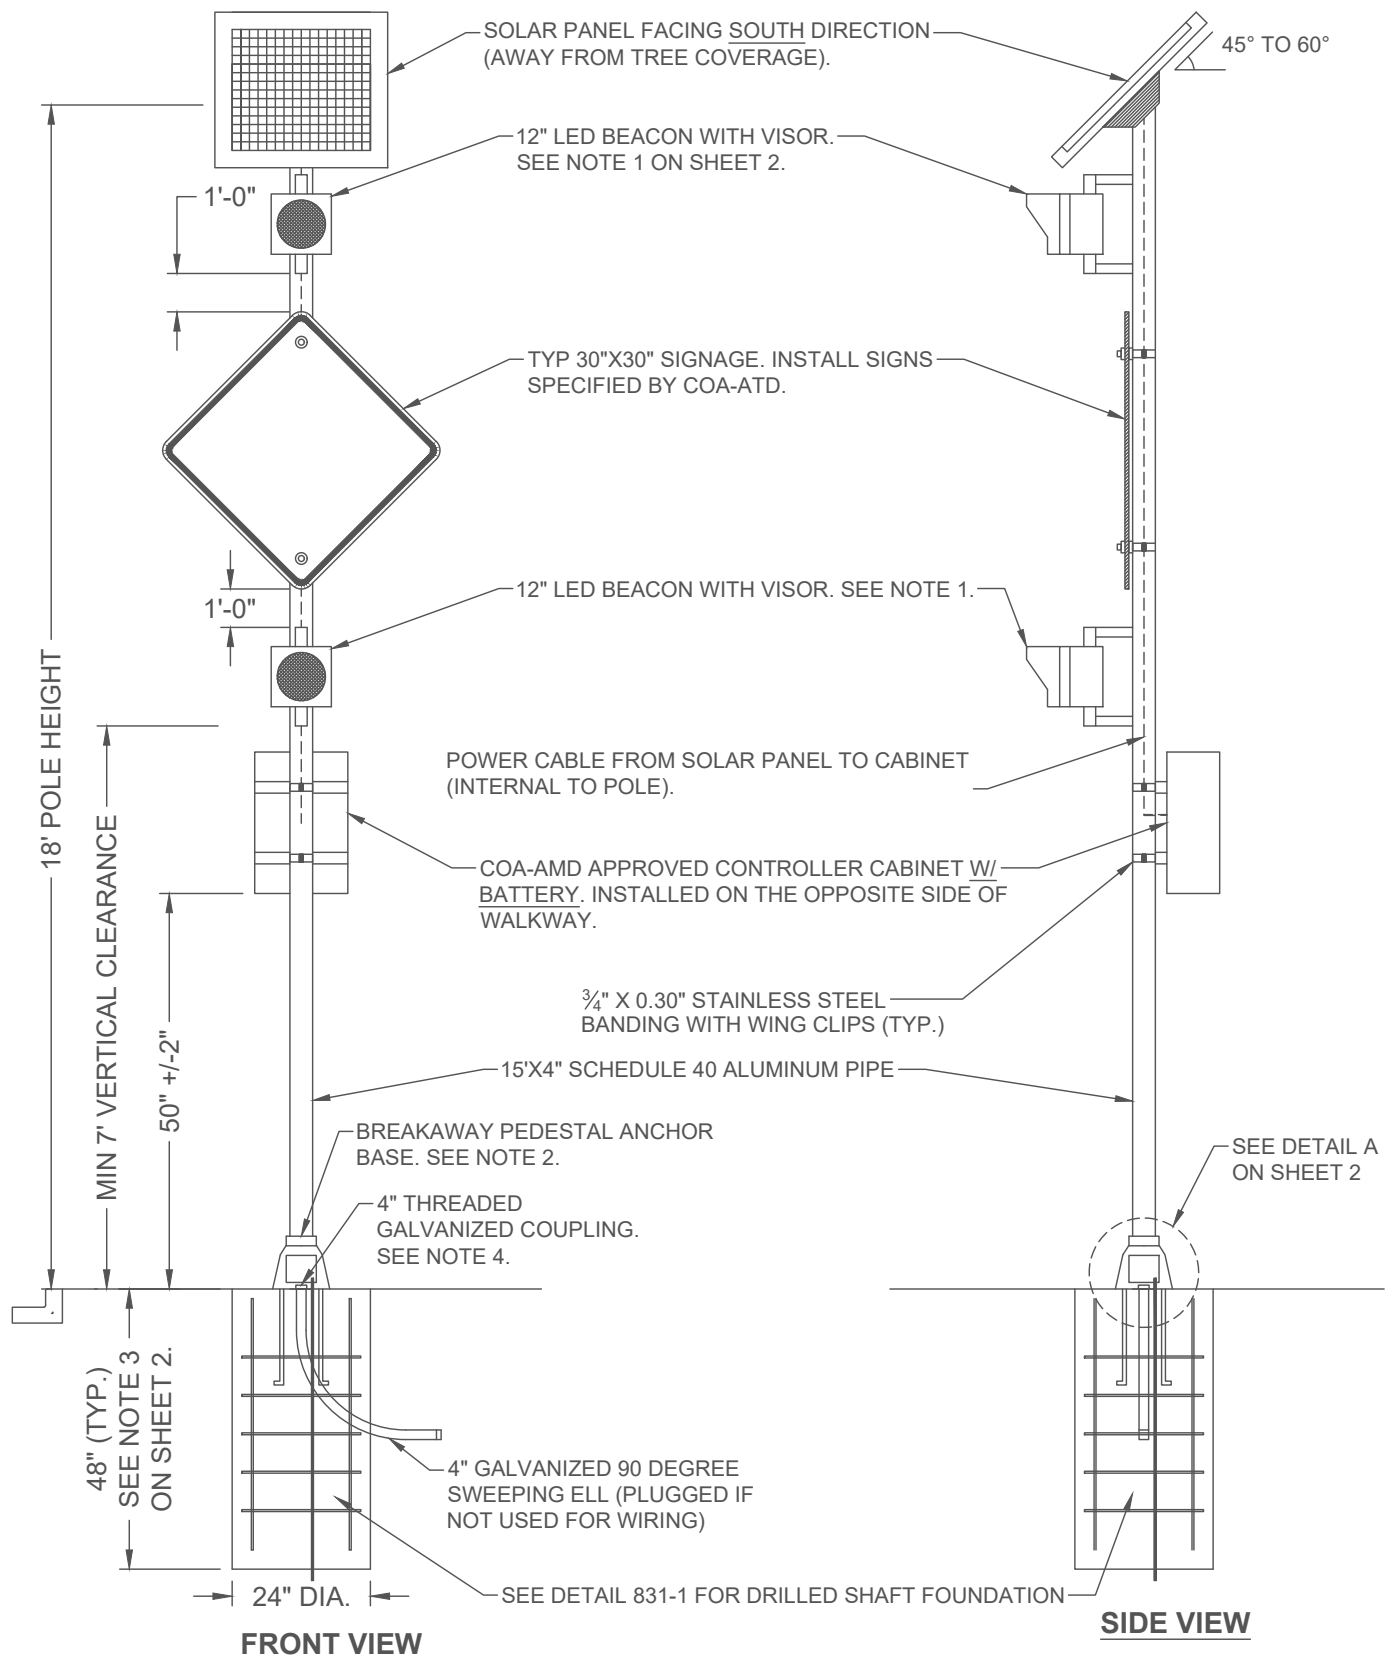 SOLAR PANEL FACING SOUTH DIRECTION
(AWAY FROM TREE COVERAGE).
45° TO 60°
12" LED BEACON WITH VISOR.
SEE NOTE 1 ON SHEET 2.
1'-0"
TYP 30"X30" SIGNAGE. INSTALL SIGNS
SPECIFIED BY COA-ATD.
12" LED BEACON WITH VISOR. SEE NOTE 1.
1'-0"
18' POLE HEIGHT
MIN 7' VERTICAL CLEARANCE
50" +/-2"
POWER CABLE FROM SOLAR PANEL TO CABINET
(INTERNAL TO POLE).
COA-AMD APPROVED CONTROLLER CABINET W/
BATTERY. INSTALLED ON THE OPPOSITE SIDE OF
WALKWAY.
¾" X 0.30" STAINLESS STEEL
BANDING WITH WING CLIPS (TYP.)
15'X4" SCHEDULE 40 ALUMINUM PIPE
BREAKAWAY PEDESTAL ANCHOR
BASE. SEE NOTE 2.
SEE DETAIL A
ON SHEET 2
4" THREADED
GALVANIZED COUPLING.
SEE NOTE 4.
48" (TYP.)
SEE NOTE 3
ON SHEET 2.
4" GALVANIZED 90 DEGREE
SWEEPING ELL (PLUGGED IF
NOT USED FOR WIRING)
24" DIA.
SEE DETAIL 831-1 FOR DRILLED SHAFT FOUNDATION
FRONT VIEW
SIDE VIEW